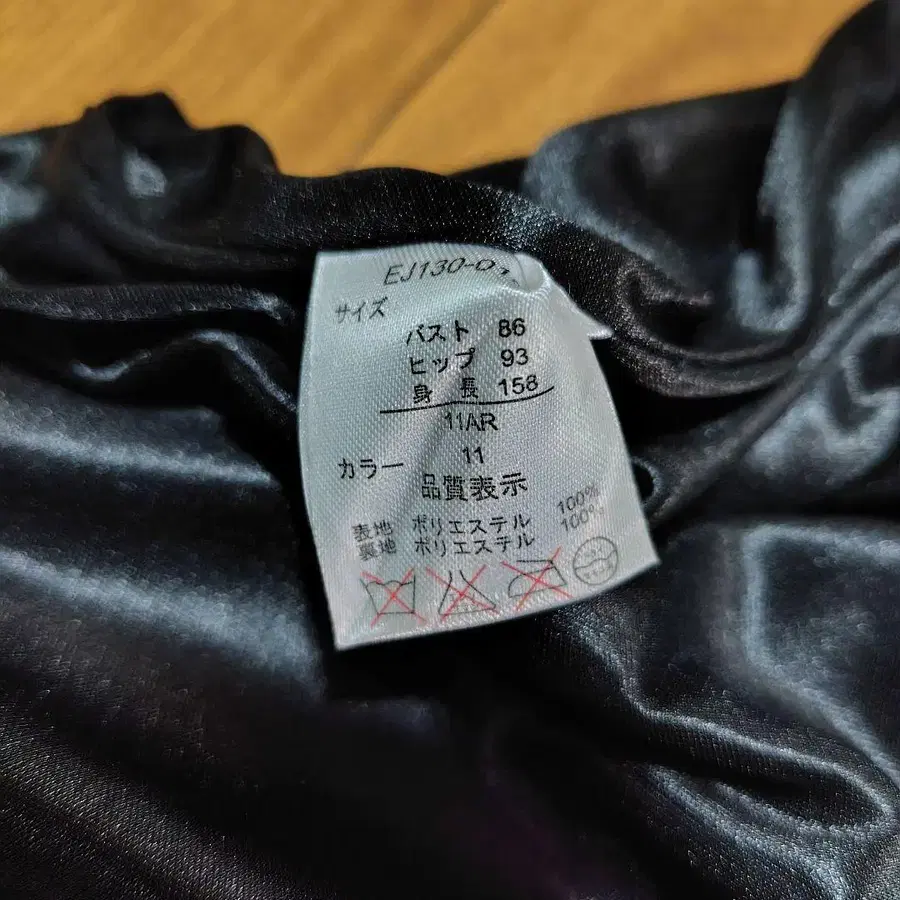 EJ130-0
サイズ
バスト 86
ヒップ 93
身 長 158
11AR
カラー 11
品質表示
表地 ポリエステル 100%
裏地 ポリエステル 100%